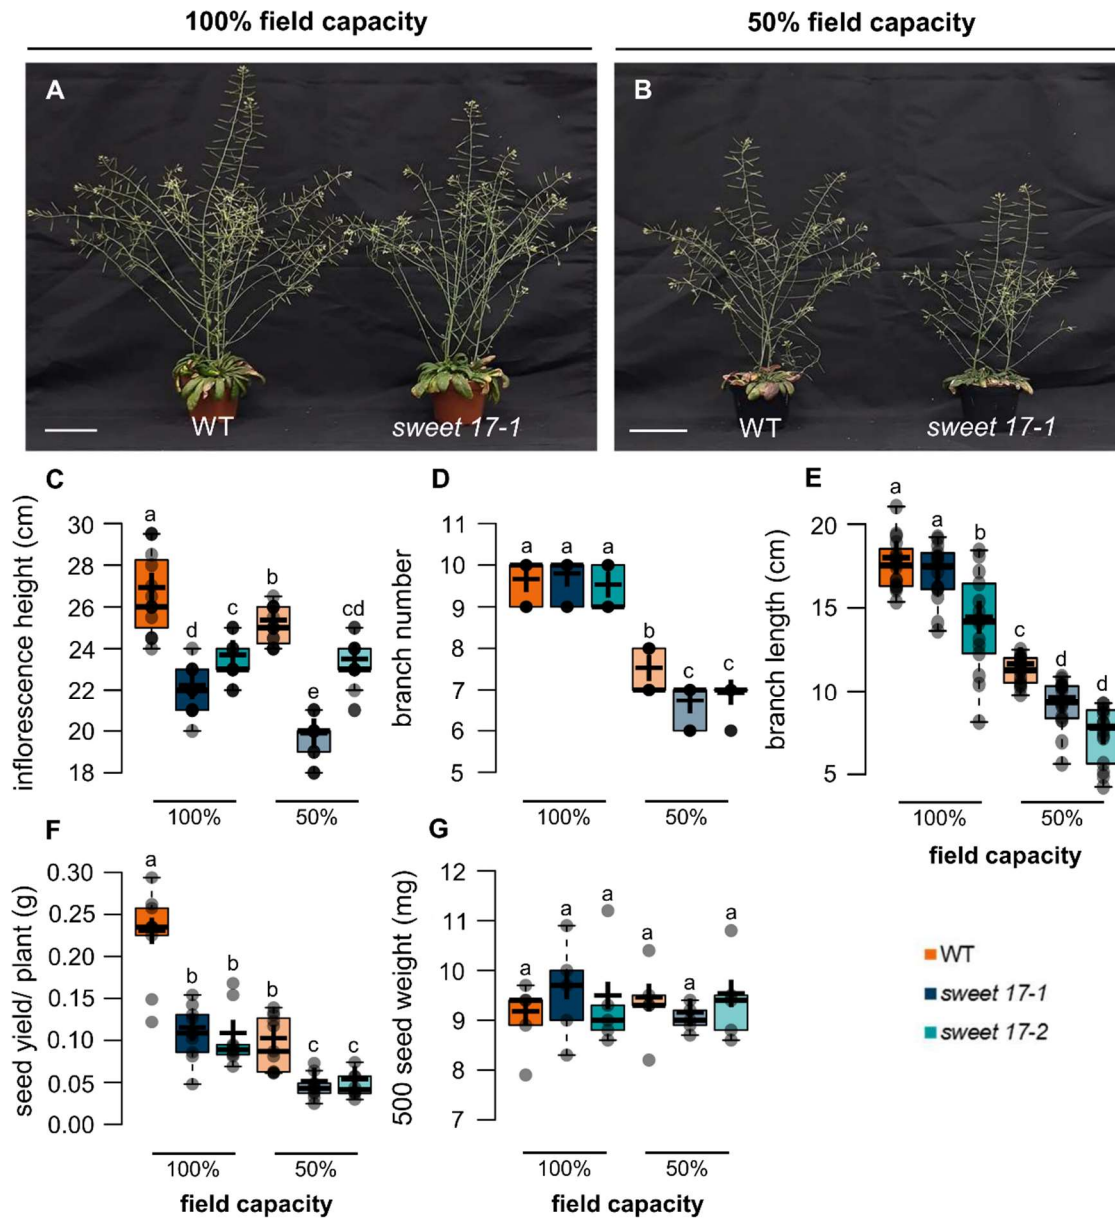 100% field capacity
50% field capacity
A
B
WT
sweet 17-1
WT
sweet 17-1
C
inflorescence height (cm)
30
28
26
24
22
20
18
a
d
c
b
e
cd
100%
50%
D
branch number
11
10
9
8
7
6
5
a
a
a
b
c
c
100%
50%
E
branch length (cm)
20
15
10
5
a
a
b
c
d
d
100%
50%
field capacity
F
seed yield/ plant (g)
0.30
0.25
0.20
0.15
0.10
0.05
0.00
a
b
b
b
c
c
100%
50%
field capacity
G
500 seed weight (mg)
12
11
10
9
8
7
a
a
a
a
a
a
100%
50%
field capacity
WT
sweet 17-1
sweet 17-2